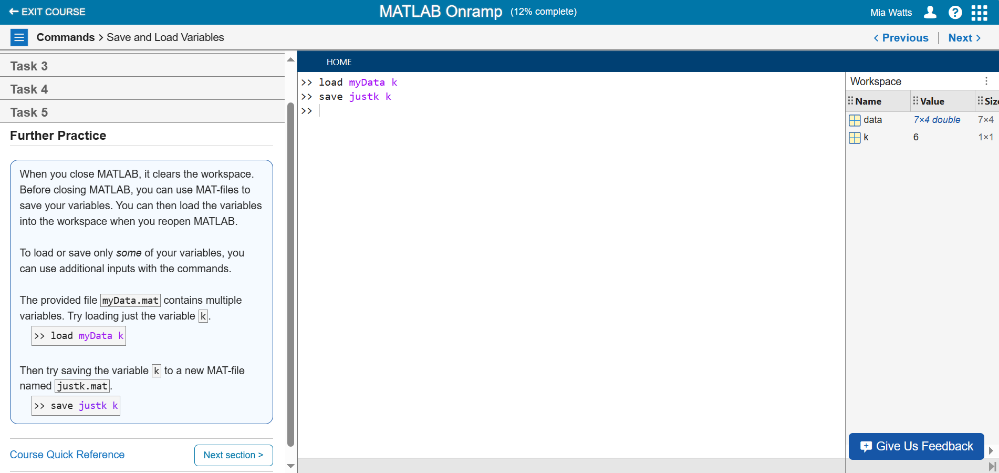 EXIT COURSE
MATLAB Onramp (12% complete)
Mia Watts
Commands > Save and Load Variables
< Previous | Next >
Task 3
Task 4
Task 5
Further Practice
When you close MATLAB, it clears the workspace.
Before closing MATLAB, you can use MAT-files to
save your variables. You can then load the variables
into the workspace when you reopen MATLAB.
To load or save only some of your variables, you
can use additional inputs with the commands.
The provided file myData.mat contains multiple
variables. Try loading just the variable k.
>> load myData k
Then try saving the variable k to a new MAT-file
named justk.mat.
>> save justk k
Course Quick Reference
Next section >
HOME
>> load myData k
>> save justk k
>>
Workspace
Name Value Size
data 7×4 double 7×4
k 6 1×1
Give Us Feedback